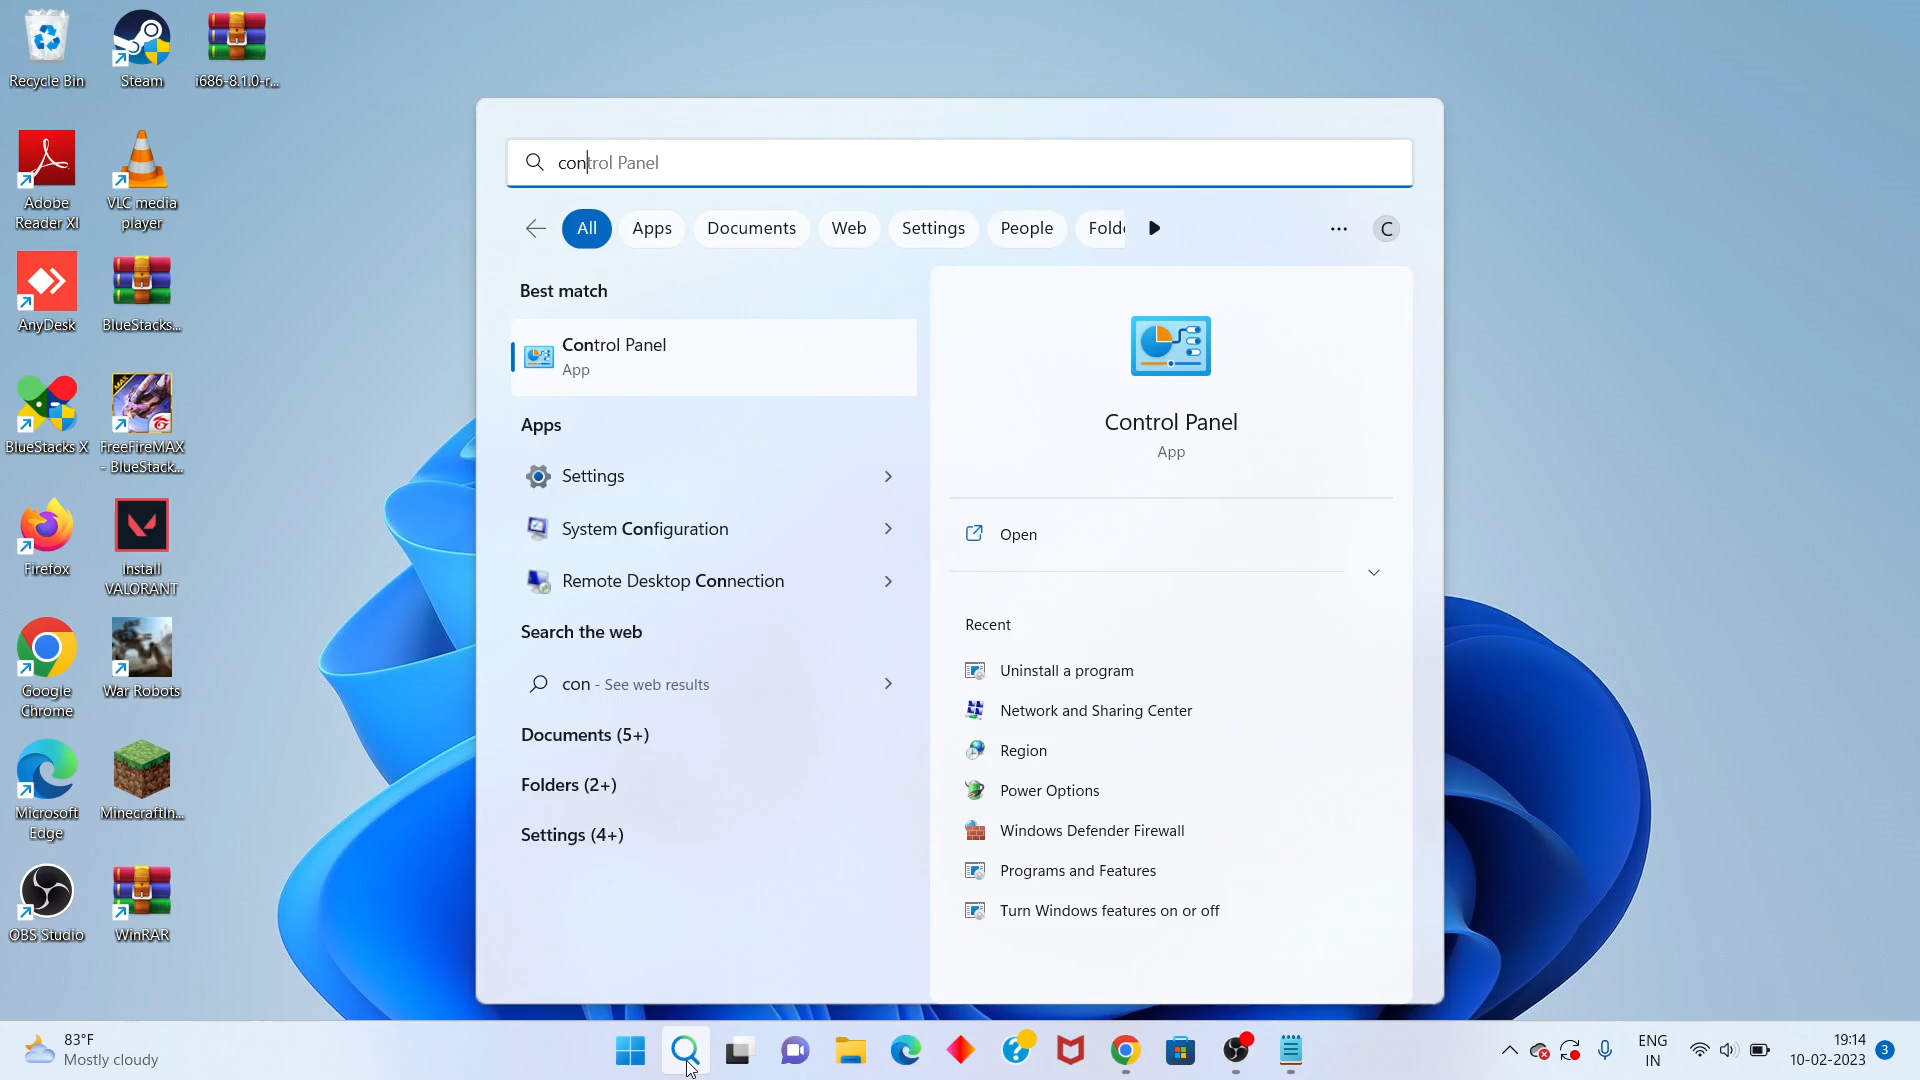 Recycle Bin
Steam
i686-8.1.0-r...
Adobe
Reader XI
VLC media
player
AnyDesk
BlueStacks...
BlueStacks X
MAX
FreeFireMAX
- BlueStack...
Firefox
Install
VALORANT
Google
Chrome
War Robots
Microsoft
Edge
MinecraftIn...
OBS Studio
WinRAR
control Panel
All
Apps
Documents
Web
Settings
People
Folde
C
Best match
Control Panel
App
Apps
Settings
System Configuration
Remote Desktop Connection
Search the web
con - See web results
Documents (5+)
Folders (2+)
Settings (4+)
Control Panel
App
Open
Recent
Uninstall a program
Network and Sharing Center
Region
Power Options
Windows Defender Firewall
Programs and Features
Turn Windows features on or off
83°F
Mostly cloudy
ENG
IN
19:14
10-02-2023
3